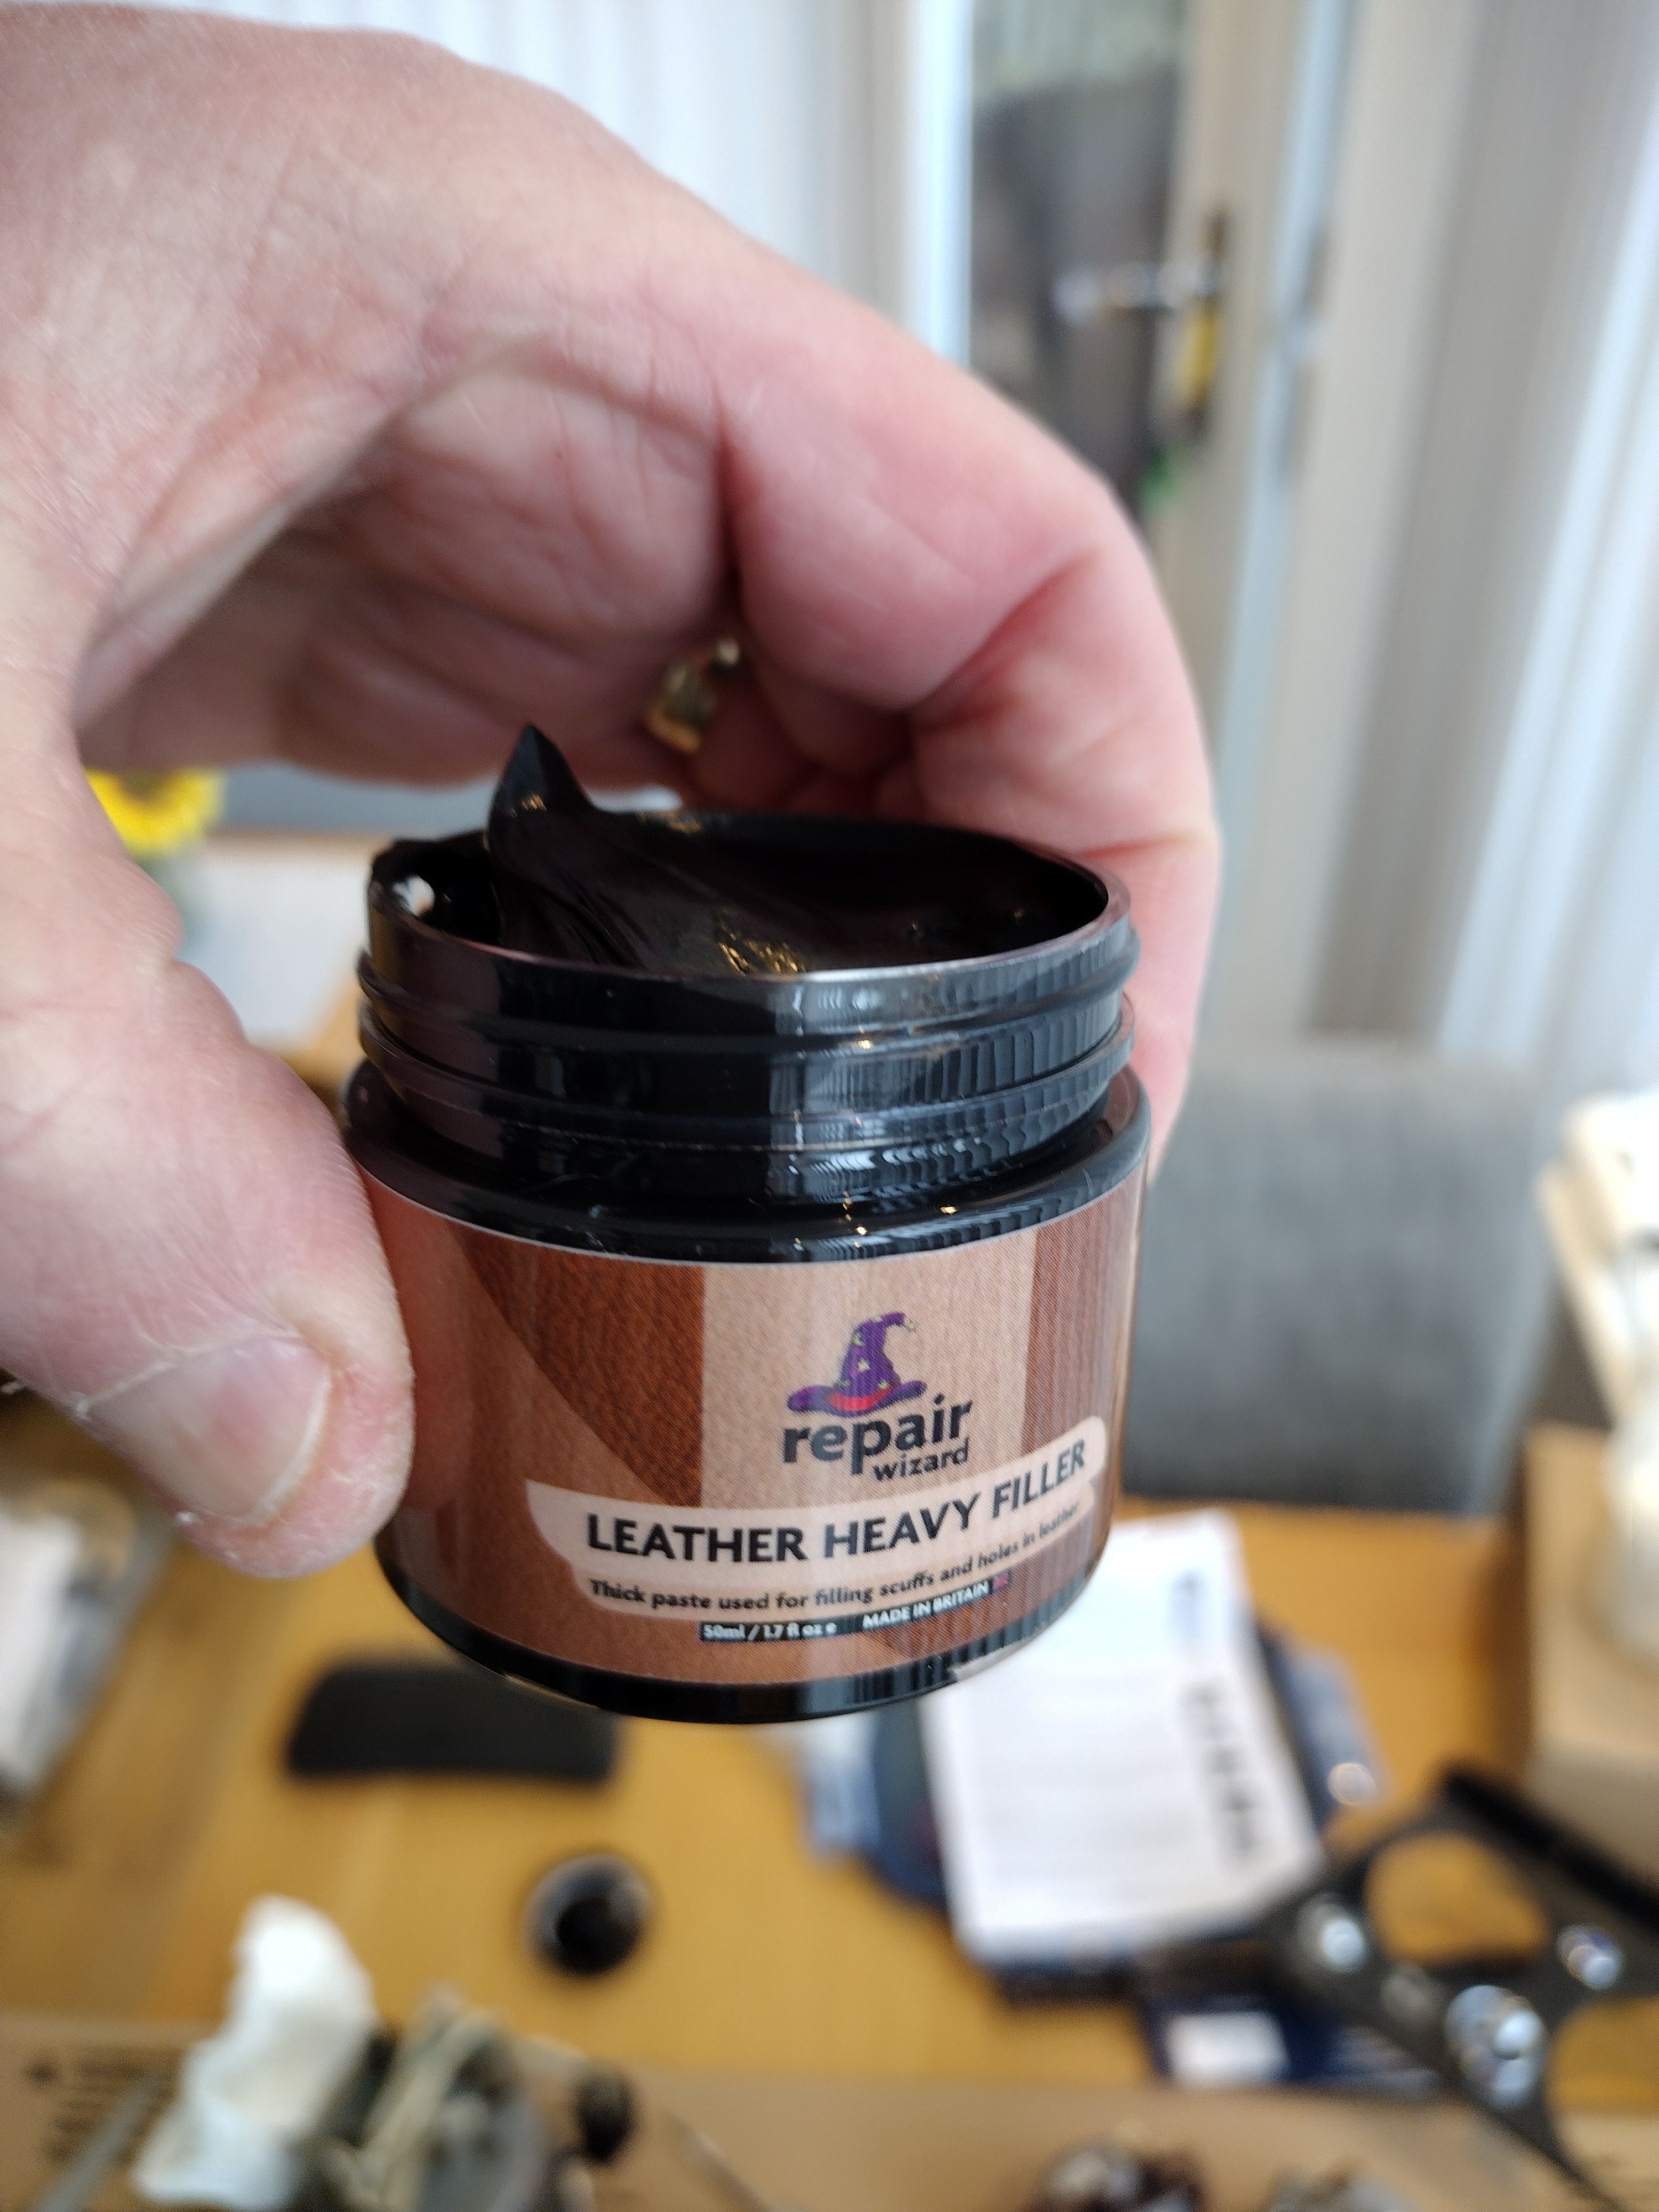 repair
wizard
LEATHER HEAVY FILLER
Thick paste used for filling scuffs and holes in leather
50ml / 1.7 fl oz e MADE IN BRITAIN